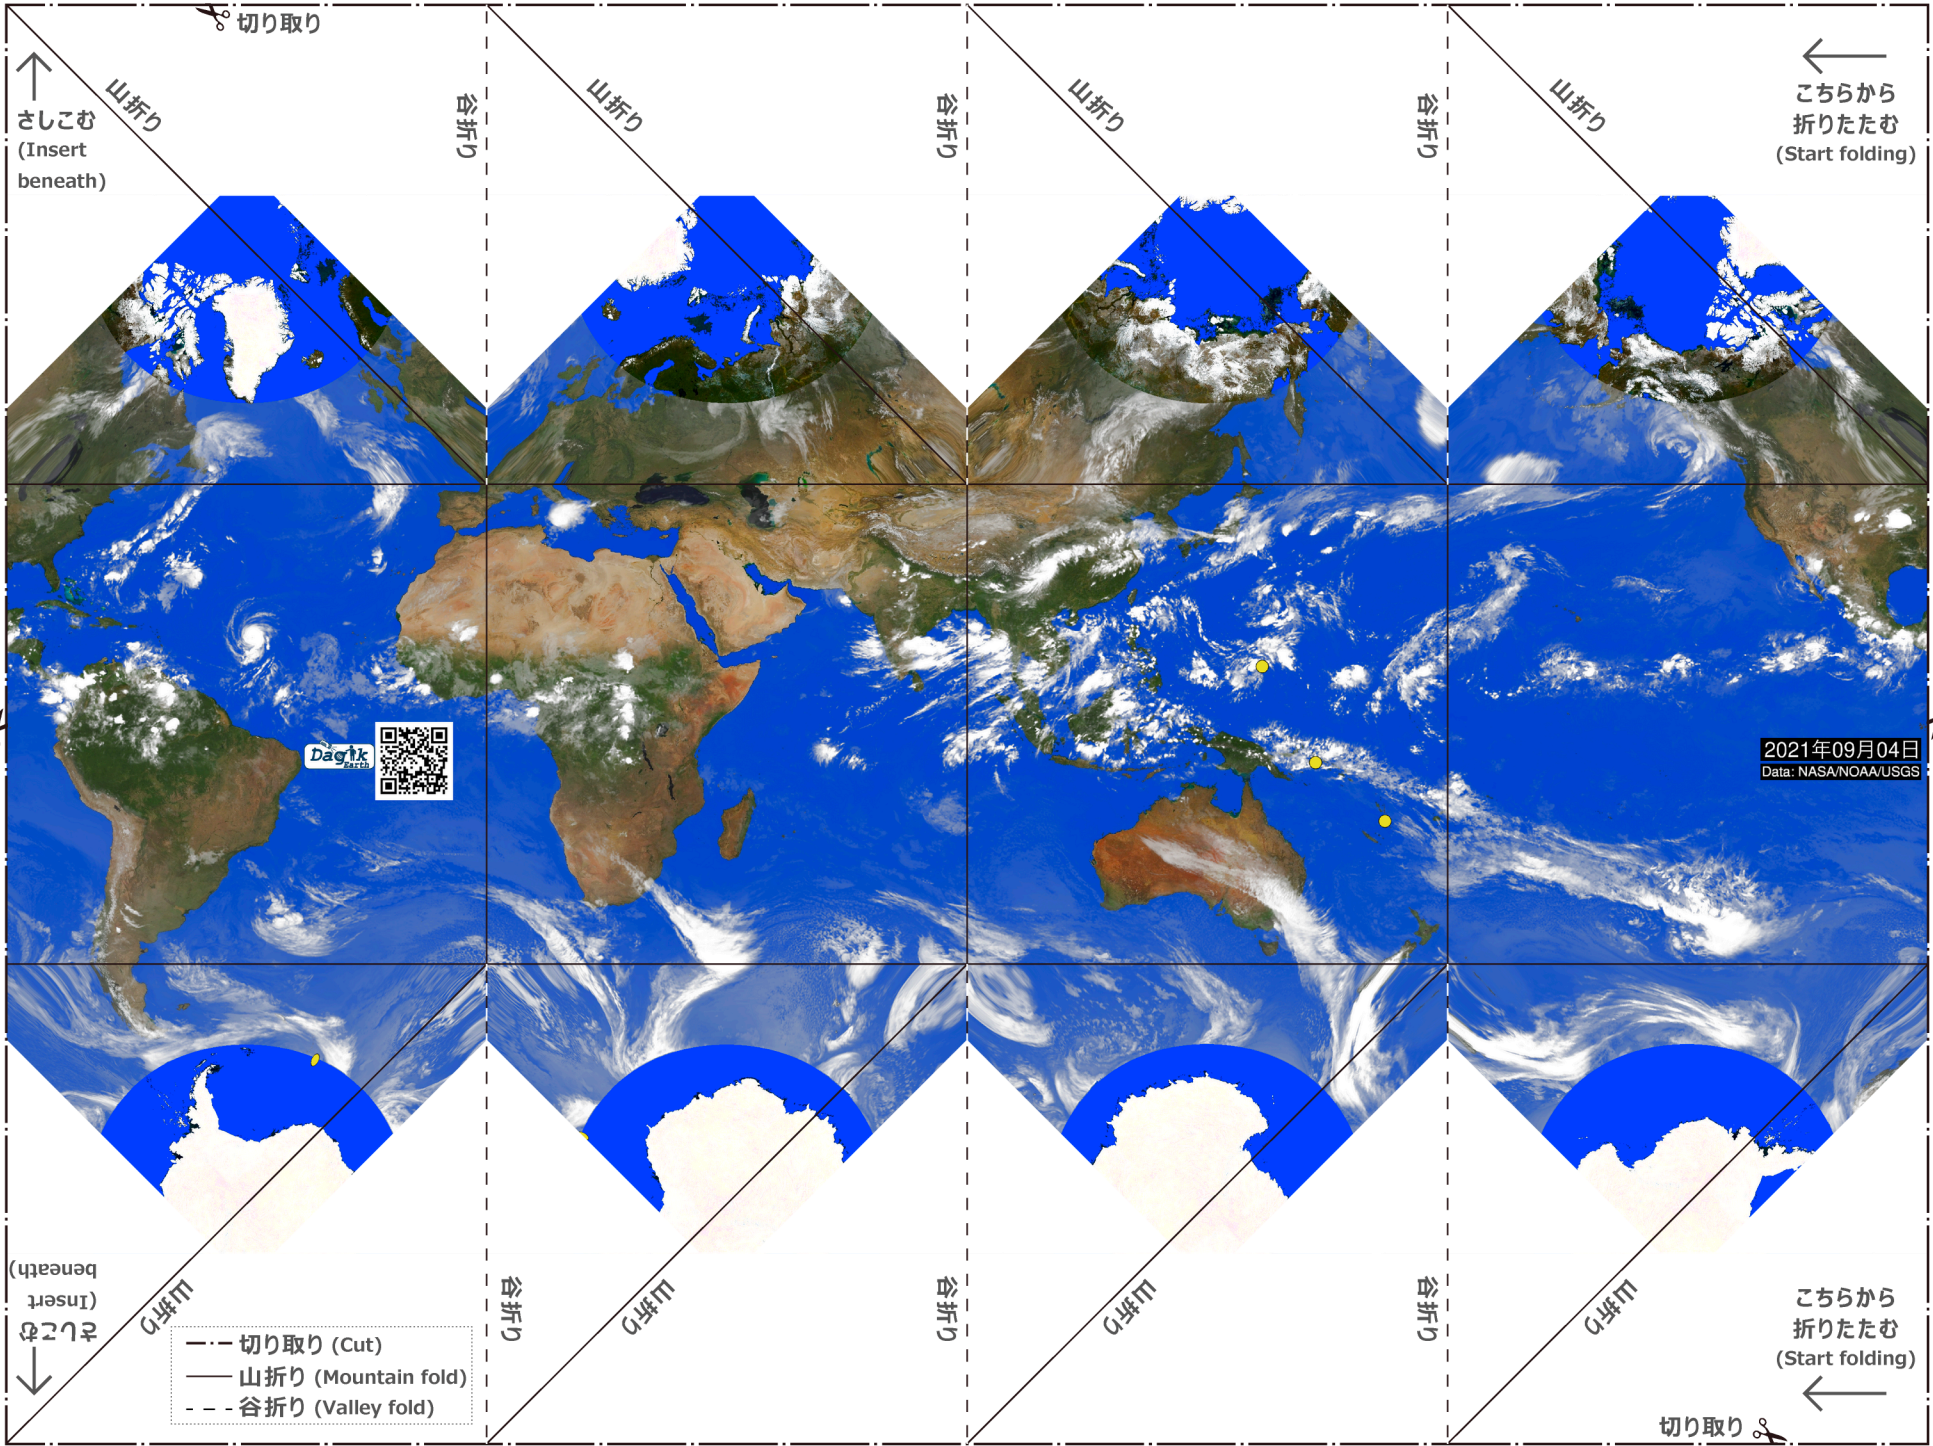 切り取り
山折り
谷折り
山折り
谷折り
山折り
谷折り
山折り
さしこむ
(Insert
beneath)
こちらから
折りたたむ
(Start folding)
Dagik
Earth
2021年09月04日
Data: NASA/NOAA/USGS
さしこむ
(Insert
beneath)
山折り
谷折り
山折り
谷折り
山折り
谷折り
山折り
こちらから
折りたたむ
(Start folding)
切り取り (Cut)
山折り (Mountain fold)
谷折り (Valley fold)
切り取り